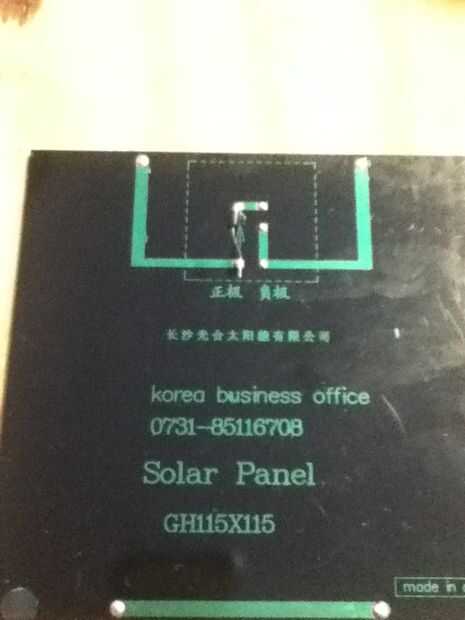 正极 负极
长沙光合太阳能有限公司
korea business office
0731-85116708
Solar Panel
GH115X115
made in